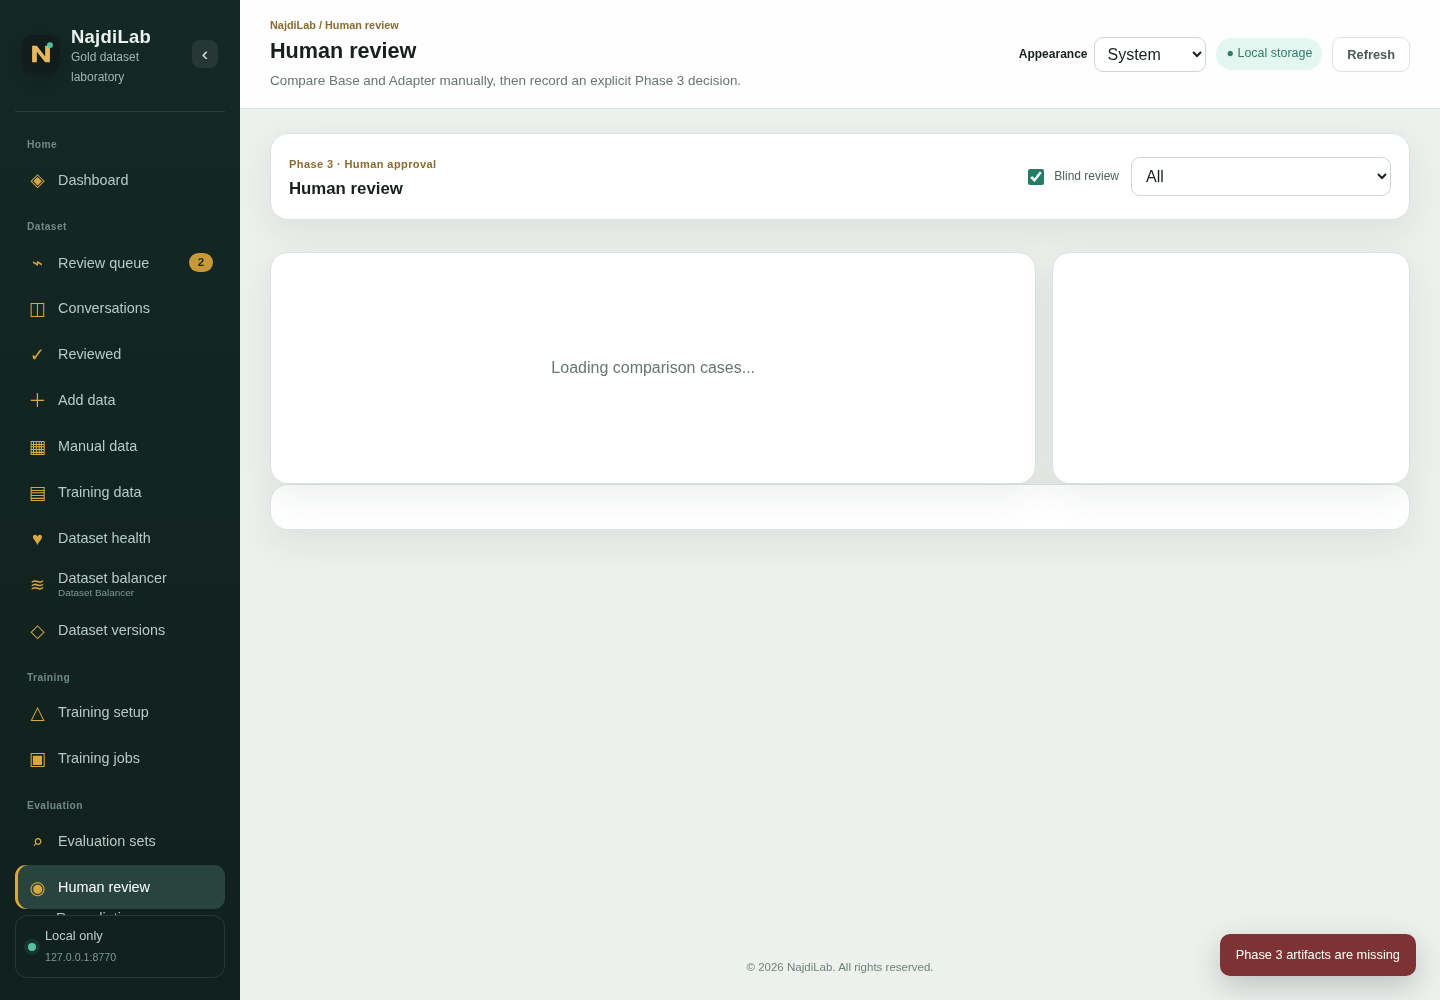 NajdiLab
Gold dataset
laboratory
Home
Dashboard
Dataset
Review queue 2
Conversations
Reviewed
Add data
Manual data
Training data
Dataset health
Dataset balancer
Dataset Balancer
Dataset versions
Training
Training setup
Training jobs
Evaluation
Evaluation sets
Human review
Local only
127.0.0.1:8770
NajdiLab / Human review
Human review
Compare Base and Adapter manually, then record an explicit Phase 3 decision.
Appearance System ● Local storage Refresh
Phase 3 · Human approval
Human review
Blind review All
Loading comparison cases...
© 2026 NajdiLab. All rights reserved.
Phase 3 artifacts are missing